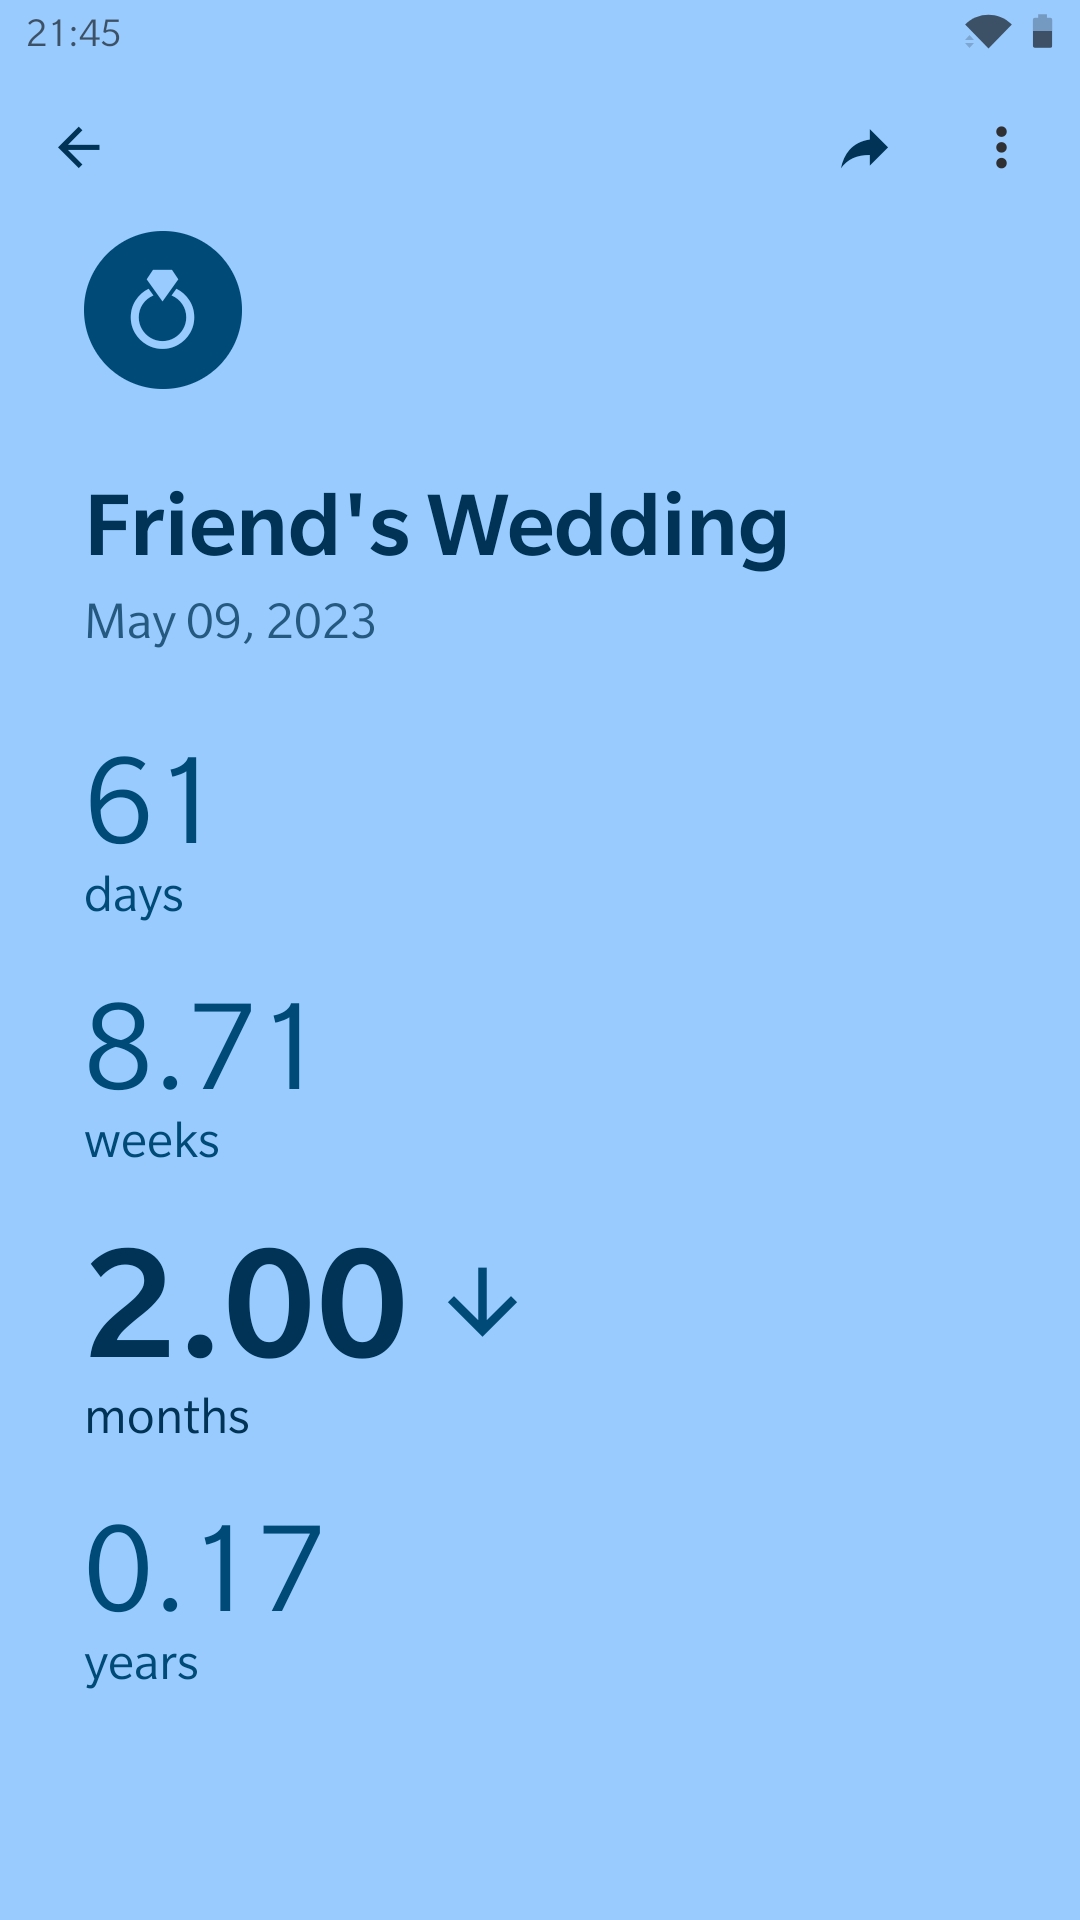 21:45
Friend's Wedding
May 09, 2023
61
days
8.71
weeks
2.00
months
0.17
years